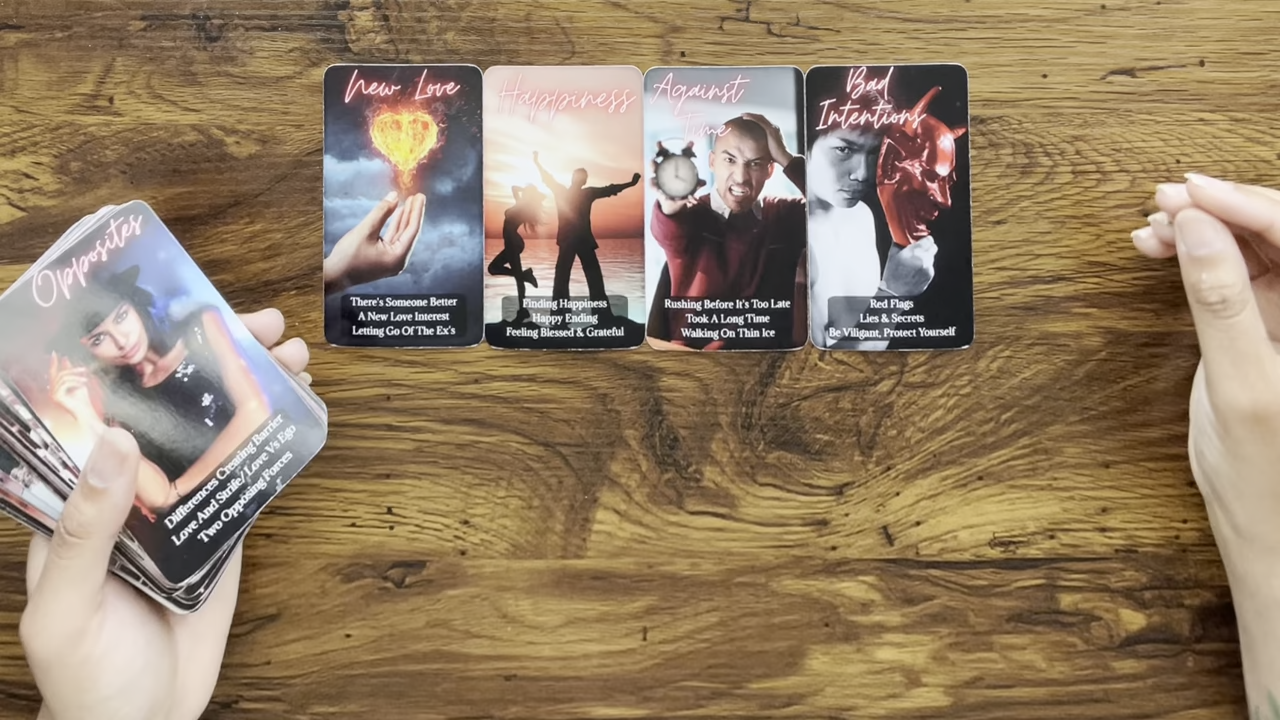 New Love
There's Someone Better
A New Love Interest
Letting Go Of The Ex's
Happiness
Finding Happiness
Happy Ending
Feeling Blessed & Grateful
Against
Time
Rushing Before It's Too Late
Took A Long Time
Walking On Thin Ice
Bad
Intentions
Red Flags
Lies & Secrets
Be Viligant, Protect Yourself
Opposites
Differences Creating Barrier
Love And Strife/ Love Vs Ego
Two Opposing Forces